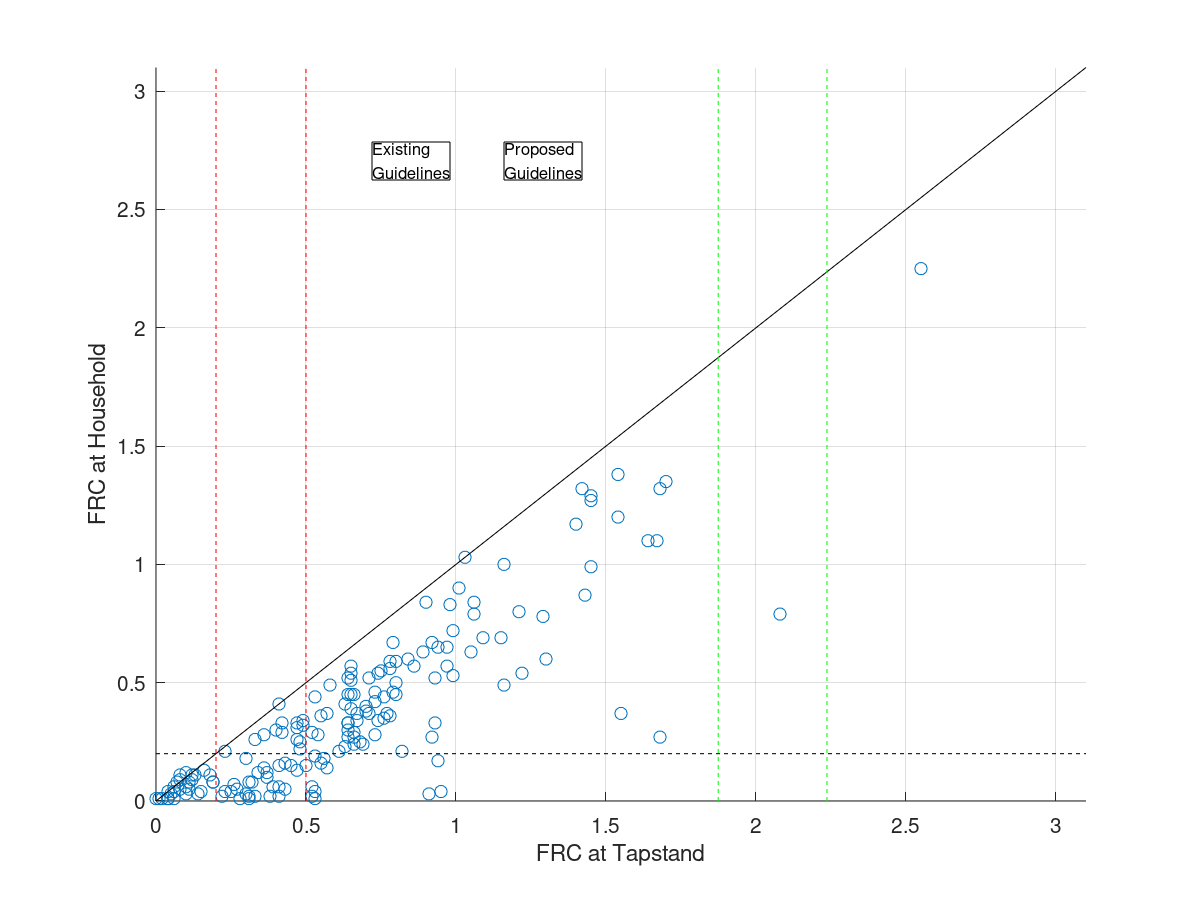 3
2.5
2
1.5
1
0.5
0
FRC at Household
Existing
Guidelines
Proposed
Guidelines
0
0.5
1
1.5
2
2.5
3
FRC at Tapstand